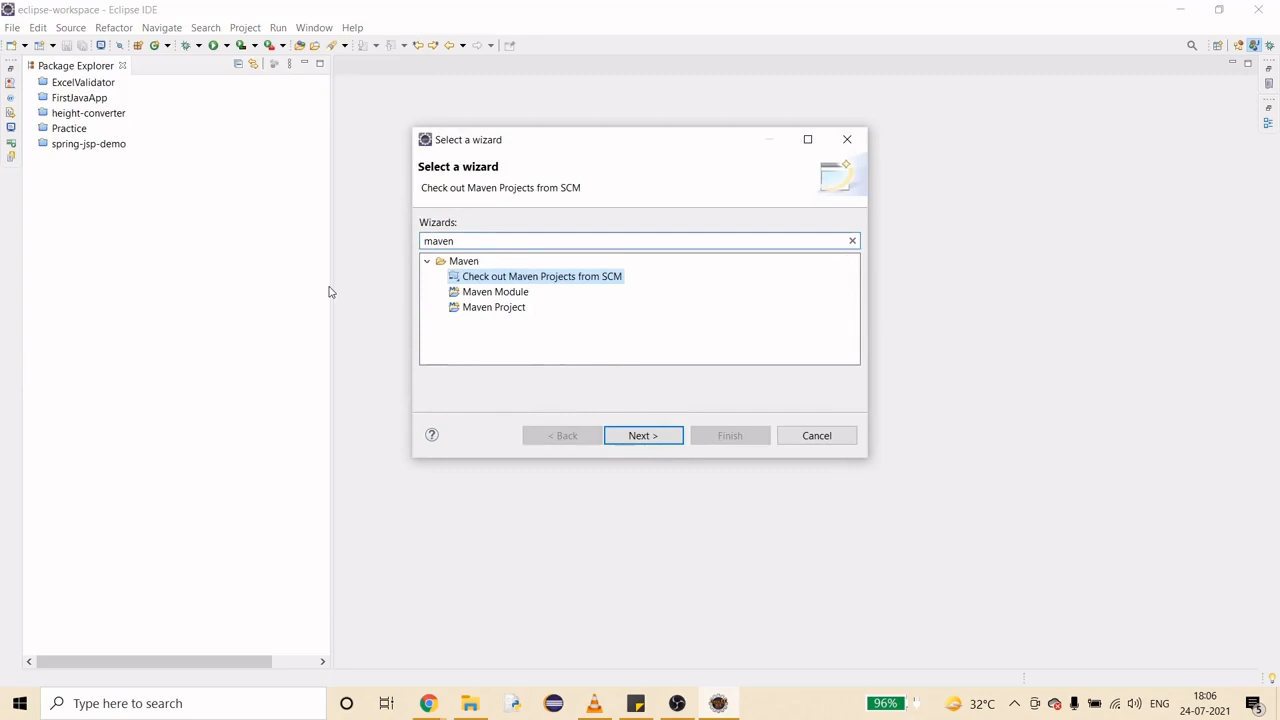 eclipse-workspace - Eclipse IDE
File Edit Source Refactor Navigate Search Project Run Window Help
Package Explorer
ExcelValidator
FirstJavaApp
height-converter
Practice
spring-jsp-demo
Select a wizard
Select a wizard
Check out Maven Projects from SCM
Wizards:
maven
Maven
Check out Maven Projects from SCM
Maven Module
Maven Project
?
< Back Next > Finish Cancel
Type here to search
96%
32°C
ENG
18:06
24-07-2021
5